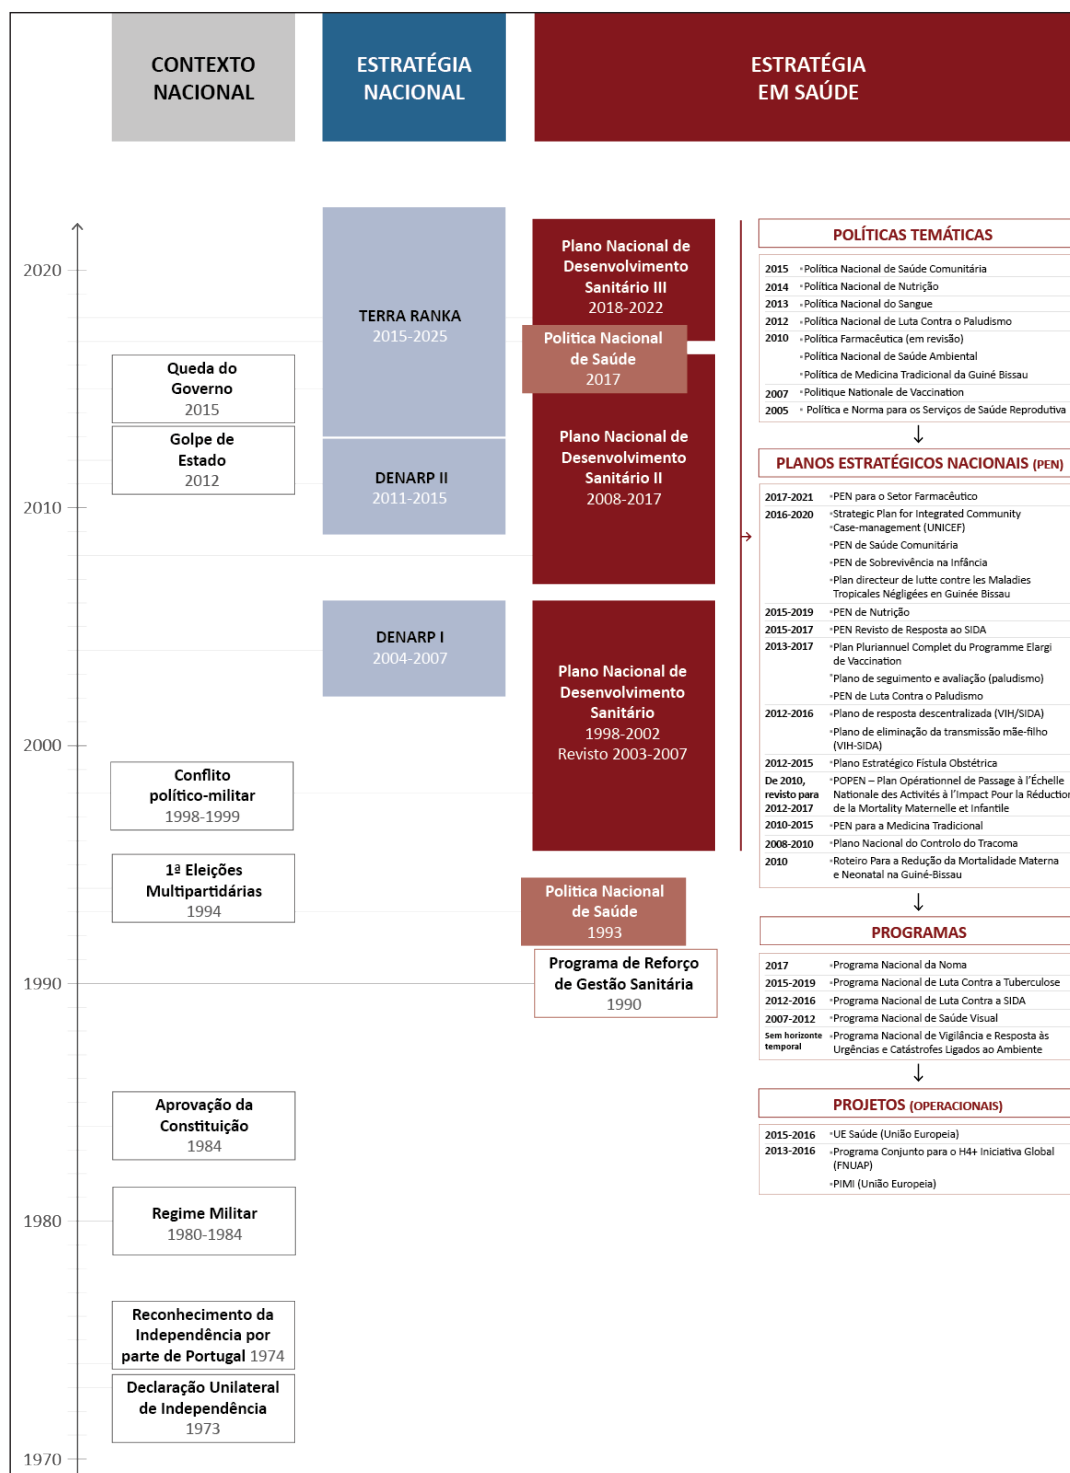 CONTEXTO
NACIONAL
ESTRATÉGIA
NACIONAL
ESTRATÉGIA
EM SAÚDE
2020
2010
2000
1990
1980
1970
Queda do
Governo
2015
Golpe de
Estado
2012
Conflito
político-militar
1998-1999
1ª Eleições
Multipartidárias
1994
Aprovação da
Constituição
1984
Regime Militar
1980-1984
Reconhecimento da
Independência por
parte de Portugal 1974
Declaração Unilateral
de Independência
1973
TERRA RANKA
2015-2025
DENARP II
2011-2015
DENARP I
2004-2007
Plano Nacional de
Desenvolvimento
Sanitário III
2018-2022
Politica Nacional
de Saúde
2017
Plano Nacional de
Desenvolvimento
Sanitário II
2008-2017
Plano Nacional de
Desenvolvimento
Sanitário
1998-2002
Revisto 2003-2007
Politica Nacional
de Saúde
1993
Programa de Reforço
de Gestão Sanitária
1990
POLÍTICAS TEMÁTICAS
2015 •Política Nacional de Saúde Comunitária
2014 •Política Nacional de Nutrição
2013 •Política Nacional do Sangue
2012 •Política Nacional de Luta Contra o Paludismo
2010 •Política Farmacêutica (em revisão)
•Política Nacional de Saúde Ambiental
•Política de Medicina Tradicional da Guiné Bissau
2007 •Politique Nationale de Vaccination
2005 • Política e Norma para os Serviços de Saúde Reprodutiva
PLANOS ESTRATÉGICOS NACIONAIS (PEN)
2017-2021 •PEN para o Setor Farmacêutico
2016-2020 •Strategic Plan for Integrated Community
•Case-management (UNICEF)
•PEN de Saúde Comunitária
•PEN de Sobrevivência na Infância
•Plan directeur de lutte contre les Maladies
Tropicales Négligées en Guinée Bissau
2015-2019 •PEN de Nutrição
2015-2017 •PEN Revisto de Resposta ao SIDA
2013-2017 •Plan Pluriannuel Complet du Programme Elargi
de Vaccination
•Plano de seguimento e avaliação (paludismo)
•PEN de Luta Contra o Paludismo
2012-2016 •Plano de resposta descentralizada (VIH/SIDA)
•Plano de eliminação da transmissão mãe-filho
(VIH-SIDA)
2012-2015 •Plano Estratégico Fístula Obstétrica
De 2010, •POPEN – Plan Opérationnel de Passage à l'Échelle
revisto para Nationale des Activités à l'Impact Pour la Réduction
2012-2017 de la Mortality Maternelle et Infantile
2010-2015 •PEN para a Medicina Tradicional
2008-2010 •Plano Nacional do Controlo do Tracoma
2010 •Roteiro Para a Redução da Mortalidade Materna
e Neonatal na Guiné-Bissau
PROGRAMAS
2017 •Programa Nacional da Noma
2015-2019 •Programa Nacional de Luta Contra a Tuberculose
2012-2016 •Programa Nacional de Luta Contra a SIDA
2007-2012 •Programa Nacional de Saúde Visual
Sem horizonte •Programa Nacional de Vigilância e Resposta às
temporal Urgências e Catástrofes Ligados ao Ambiente
PROJETOS (OPERACIONAIS)
2015-2016 •UE Saúde (União Europeia)
2013-2016 •Programa Conjunto para o H4+ Iniciativa Global
(FNUAP)
•PIMI (União Europeia)